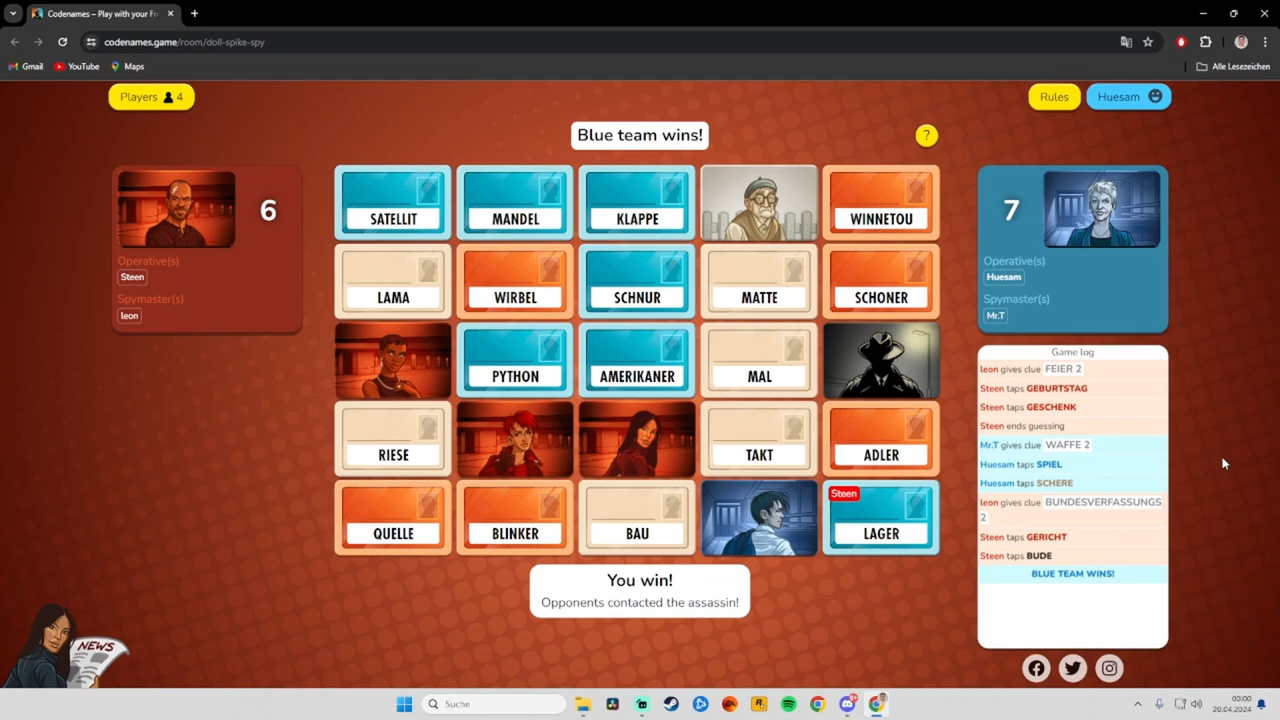 Codenames – Play with your Fr
codenames.game/room/doll-spike-spy
Gmail YouTube Maps Alle Lesezeichen
Players 4
Rules
Huesam
Blue team wins!
?
6
Operative(s)
Steen
Spymaster(s)
leon
SATELLIT MANDEL KLAPPE WINNETOU
LAMA WIRBEL SCHNUR MATTE SCHONER
PYTHON AMERIKANER MAL
RIESE TAKT ADLER
Steen
QUELLE BLINKER BAU LAGER
You win!
Opponents contacted the assassin!
7
Operative(s)
Huesam
Spymaster(s)
Mr.T
Game log
leon gives clue FEIER 2
Steen taps GEBURTSTAG
Steen taps GESCHENK
Steen ends guessing
Mr.T gives clue WAFFE 2
Huesam taps SPIEL
Huesam taps SCHERE
leon gives clue BUNDESVERFASSUNGS
2
Steen taps GERICHT
Steen taps BUDE
BLUE TEAM WINS!
NEWS
Suche
00:00
20.04.2024